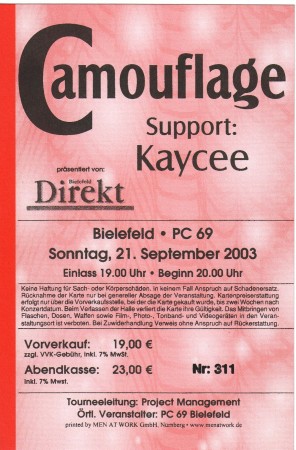 Camouflage
Support:
Kaycee
präsentiert von:
Bielefeld
Direkt
Bielefeld • PC 69
Sonntag, 21. September 2003
Einlass 19.00 Uhr • Beginn 20.00 Uhr
Keine Haftung für Sach- oder Körperschäden. In keinem Fall Anspruch auf Schadenersatz.
Rücknahme der Karte nur bei genereller Absage der Veranstaltung. Kartenpreiserstattung
erfolgt nur über die Vorverkaufsstelle, bei der die Karte gekauft wurde, bis zwei Wochen nach
Konzertdatum. Beim Verlassen der Halle verliert die Karte ihre Gültigkeit. Das Mitbringen von
Flaschen, Dosen, Waffen sowie Film-, Photo-, Tonband- und Videogeräten in den Veran-
staltungsort ist verboten. Bei Zuwiderhandlung Verweis ohne Anspruch auf Rückerstattung.
Vorverkauf: 19,00 €
zzgl. VVK-Gebühr, inkl. 7% MwSt.
Abendkasse: 23,00 € Nr: 311
inkl. 7% Mwst.
Tourneeleitung: Project Management
Örtl. Veranstalter: PC 69 Bielefeld
printed by MEN AT WORK GmbH, Nürnberg • www.menatwork.de